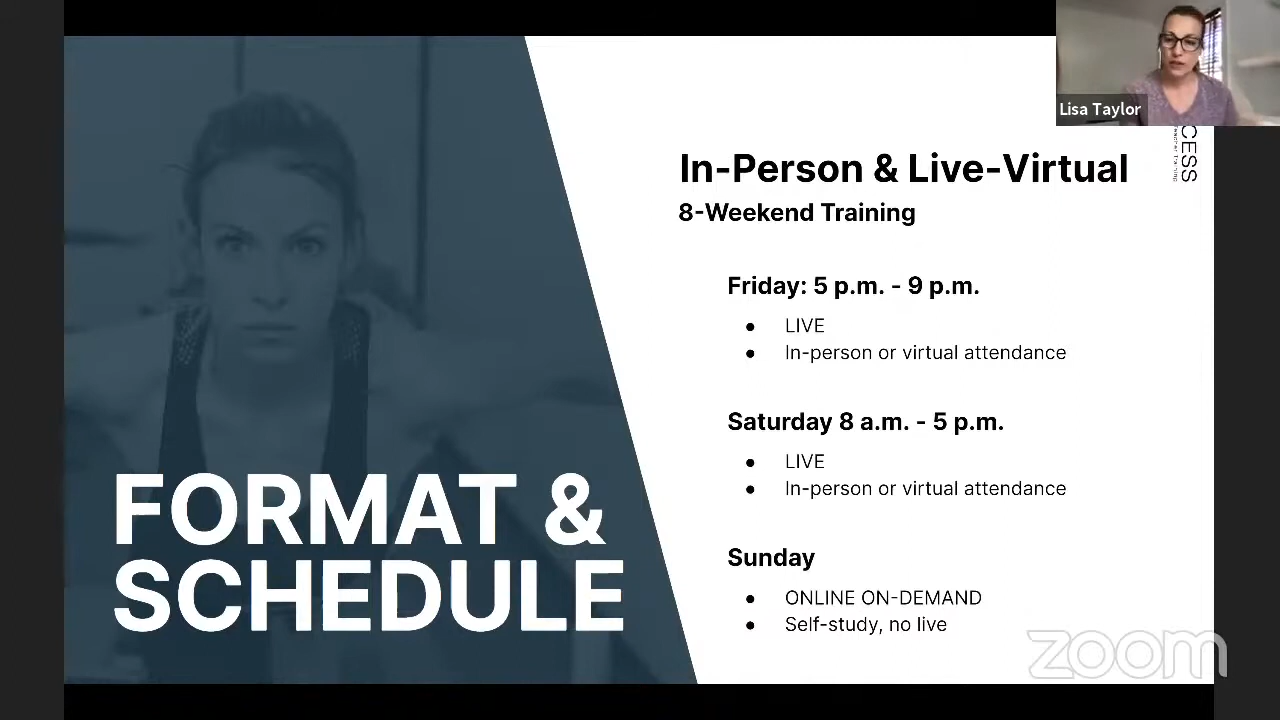 Lisa Taylor
CESS
In-Person & Live-Virtual
8-Weekend Training
Friday: 5 p.m. - 9 p.m.
● LIVE
● In-person or virtual attendance
Saturday 8 a.m. - 5 p.m.
● LIVE
● In-person or virtual attendance
Sunday
● ONLINE ON-DEMAND
● Self-study, no live
FORMAT &
SCHEDULE
zoom